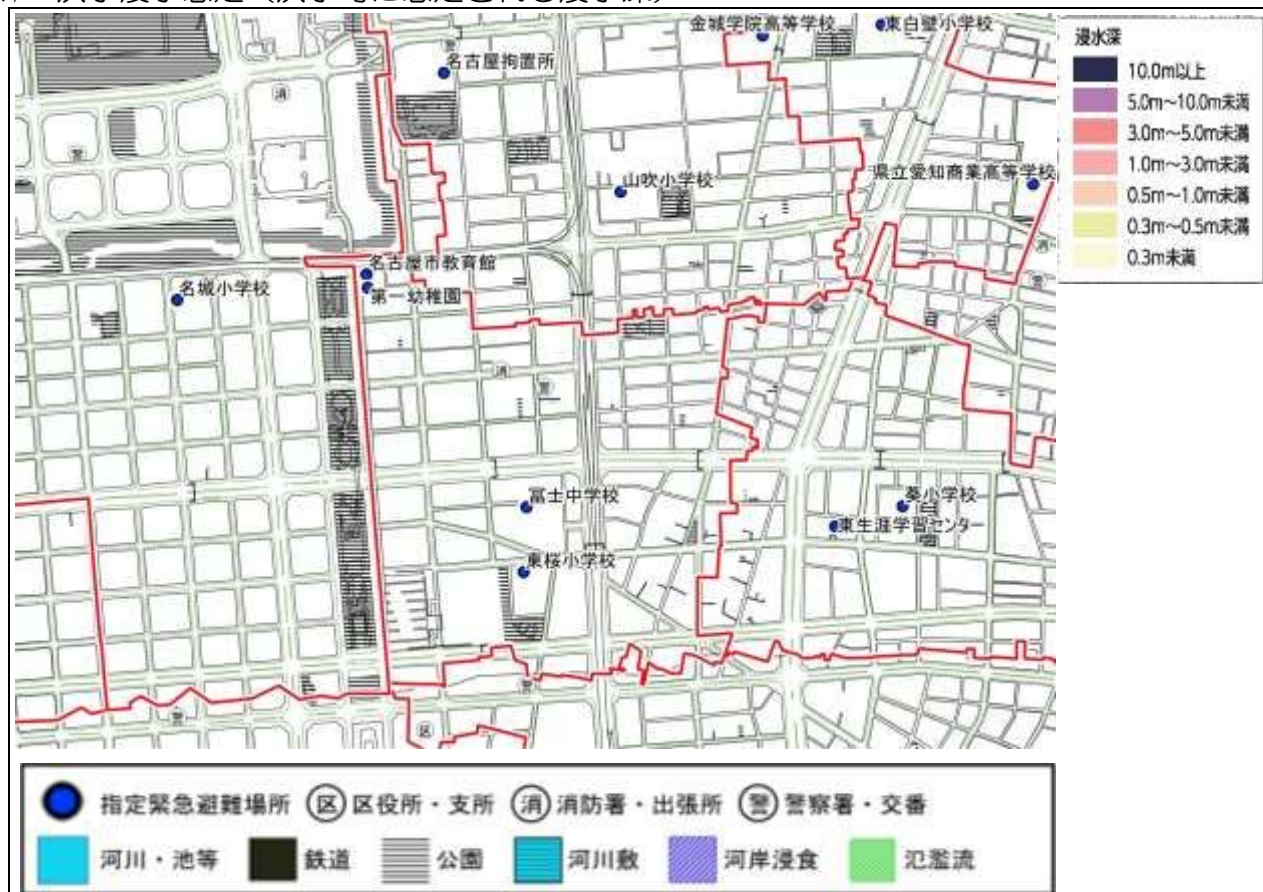 金城学院高等学校
東白壁小学校
名古屋拘置所
消
警
山吹小学校
県立愛知商業高等学校
名古屋市教育館
名城小学校
第一幼稚園
消
警
冨士中学校
葵小学校
東生涯学習センター
東桜小学校
警
警
区
浸水深
10.0m以上
5.0m～10.0m未満
3.0m～5.0m未満
1.0m～3.0m未満
0.5m～1.0m未満
0.3m～0.5m未満
0.3m未満
指定緊急避難場所 区 区役所・支所 消 消防署・出張所 警 警察署・交番
河川・池等 鉄道 公園 河川敷 河岸浸食 氾濫流